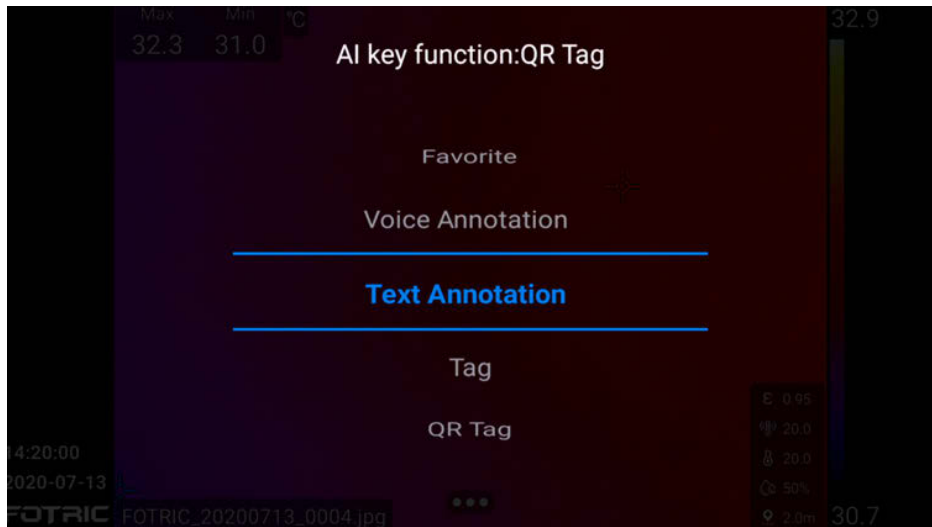 Max Min °C
32.3 31.0
32.9
AI key function:QR Tag
Favorite
Voice Annotation
Text Annotation
Tag
QR Tag
ε 0.95
20.0
20.0
50%
2.0m
14:20:00
2020-07-13
FOTRIC FOTRIC_20200713_0004.jpg
30.7